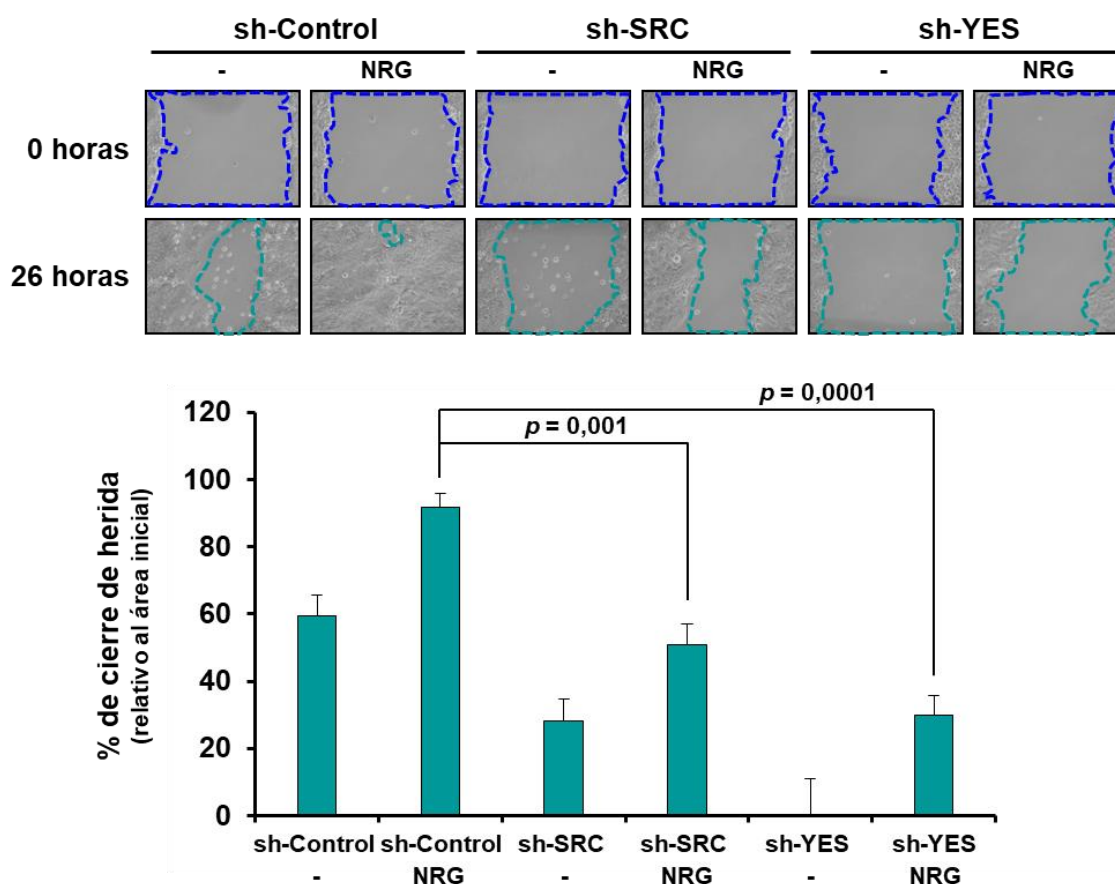 sh-Control sh-SRC sh-YES
- NRG - NRG - NRG
0 horas
26 horas
% de cierre de herida
(relativo al área inicial)
120
100
80
60
40
20
0
p = 0,0001
p = 0,001
sh-Control sh-Control sh-SRC sh-SRC sh-YES sh-YES
- NRG - NRG - NRG